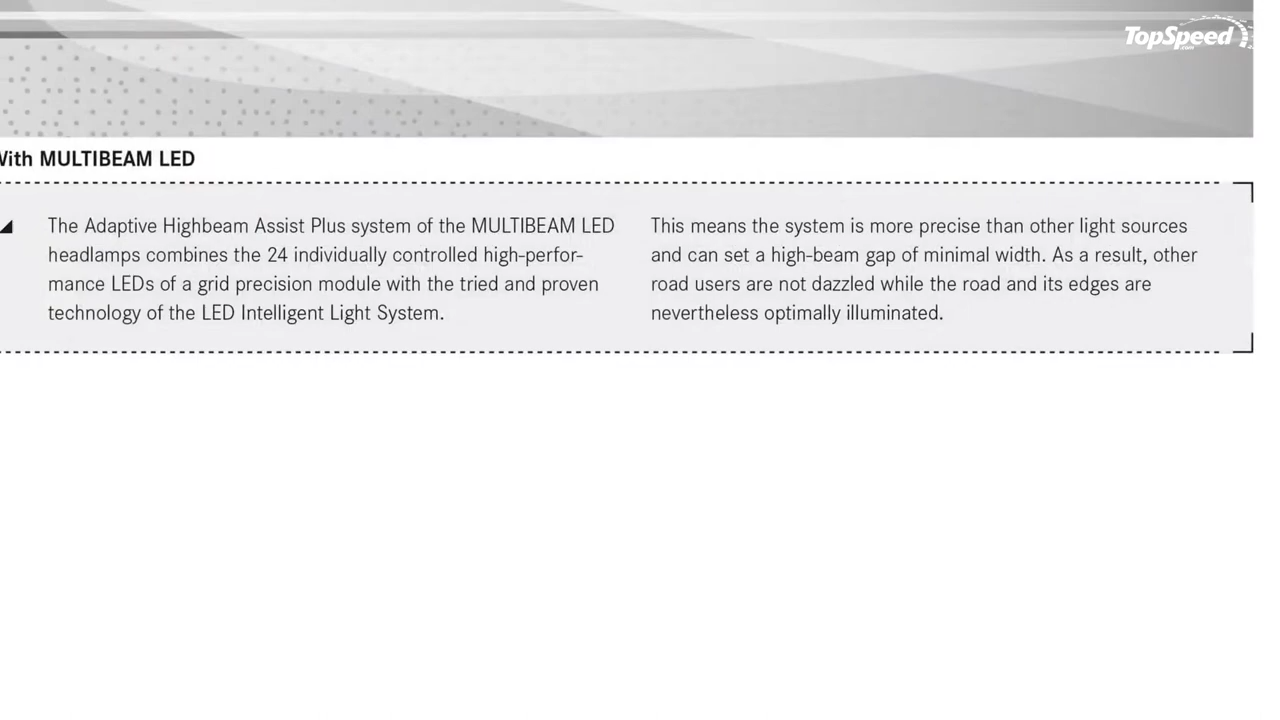 TopSpeed
.com
With MULTIBEAM LED
The Adaptive Highbeam Assist Plus system of the MULTIBEAM LED
headlamps combines the 24 individually controlled high-perfor-
mance LEDs of a grid precision module with the tried and proven
technology of the LED Intelligent Light System.
This means the system is more precise than other light sources
and can set a high-beam gap of minimal width. As a result, other
road users are not dazzled while the road and its edges are
nevertheless optimally illuminated.